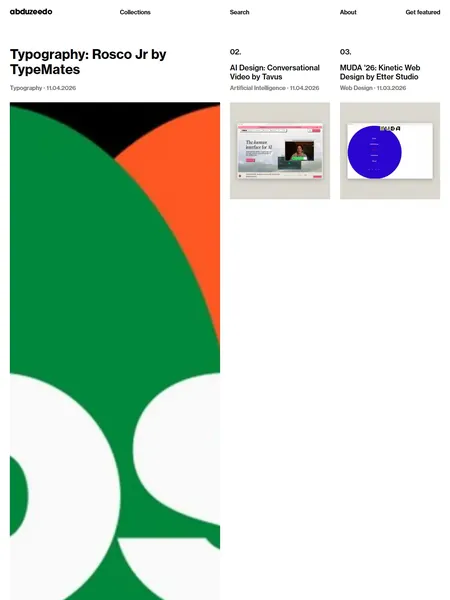 abduzeedo
Collections
Search
About
Get featured
Typography: Rosco Jr by
TypeMates
Typography · 11.04.2026
02.
AI Design: Conversational
Video by Tavus
Artificial Intelligence · 11.04.2026
03.
MUDA '26: Kinetic Web
Design by Etter Studio
Web Design · 11.03.2026
The human
interface for AI
MUDA
OS